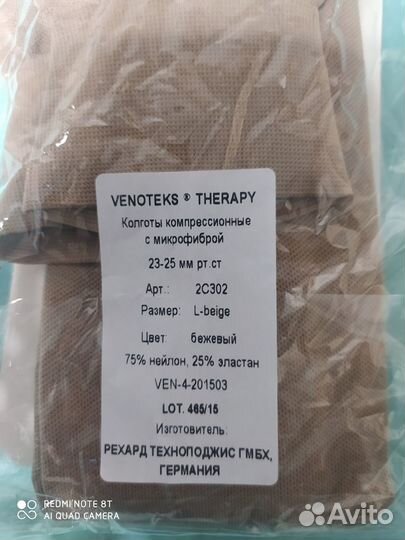 VENOTEKS ® THERAPY
Колготы компрессионные
с микрофиброй
23-25 мм рт.ст
Арт.: 2C302
Размер: L-beige
Цвет: бежевый
75% нейлон, 25% эластан
VEN-4-201503
LOT. 465/15
Изготовитель:
РЕХАРД ТЕХНОПОДЖИС ГМБХ,
ГЕРМАНИЯ
REDMI NOTE 8T
AI QUAD CAMERA
Avito